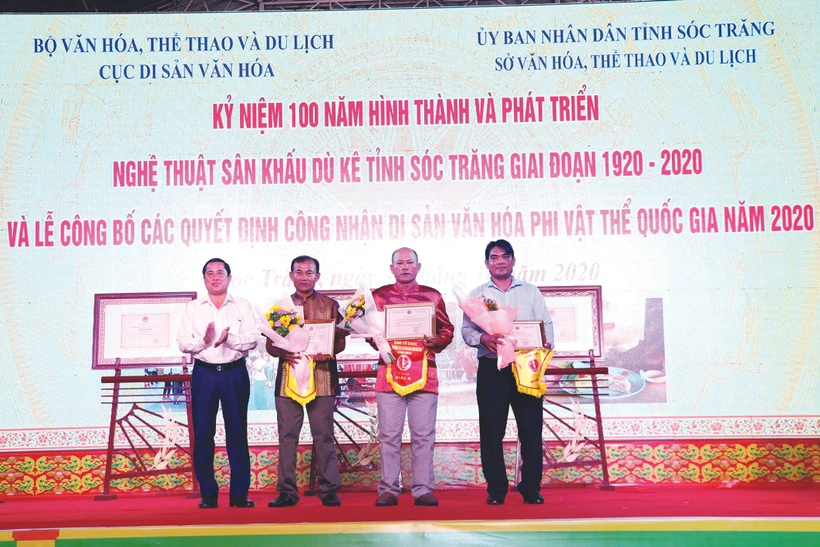 BỘ VĂN HÓA, THỂ THAO VÀ DU LỊCH
CỤC DI SẢN VĂN HÓA
ỦY BAN NHÂN DÂN TỈNH SÓC TRĂNG
SỞ VĂN HÓA, THỂ THAO VÀ DU LỊCH
KỶ NIỆM 100 NĂM HÌNH THÀNH VÀ PHÁT TRIỂN
NGHỆ THUẬT SÂN KHẤU DÙ KÊ TỈNH SÓC TRĂNG GIAI ĐOẠN 1920 - 2020
VÀ LỄ CÔNG BỐ CÁC QUYẾT ĐỊNH CÔNG NHẬN DI SẢN VĂN HÓA PHI VẬT THỂ QUỐC GIA NĂM 2020
năm 2020
BAN TỔ CHỨC